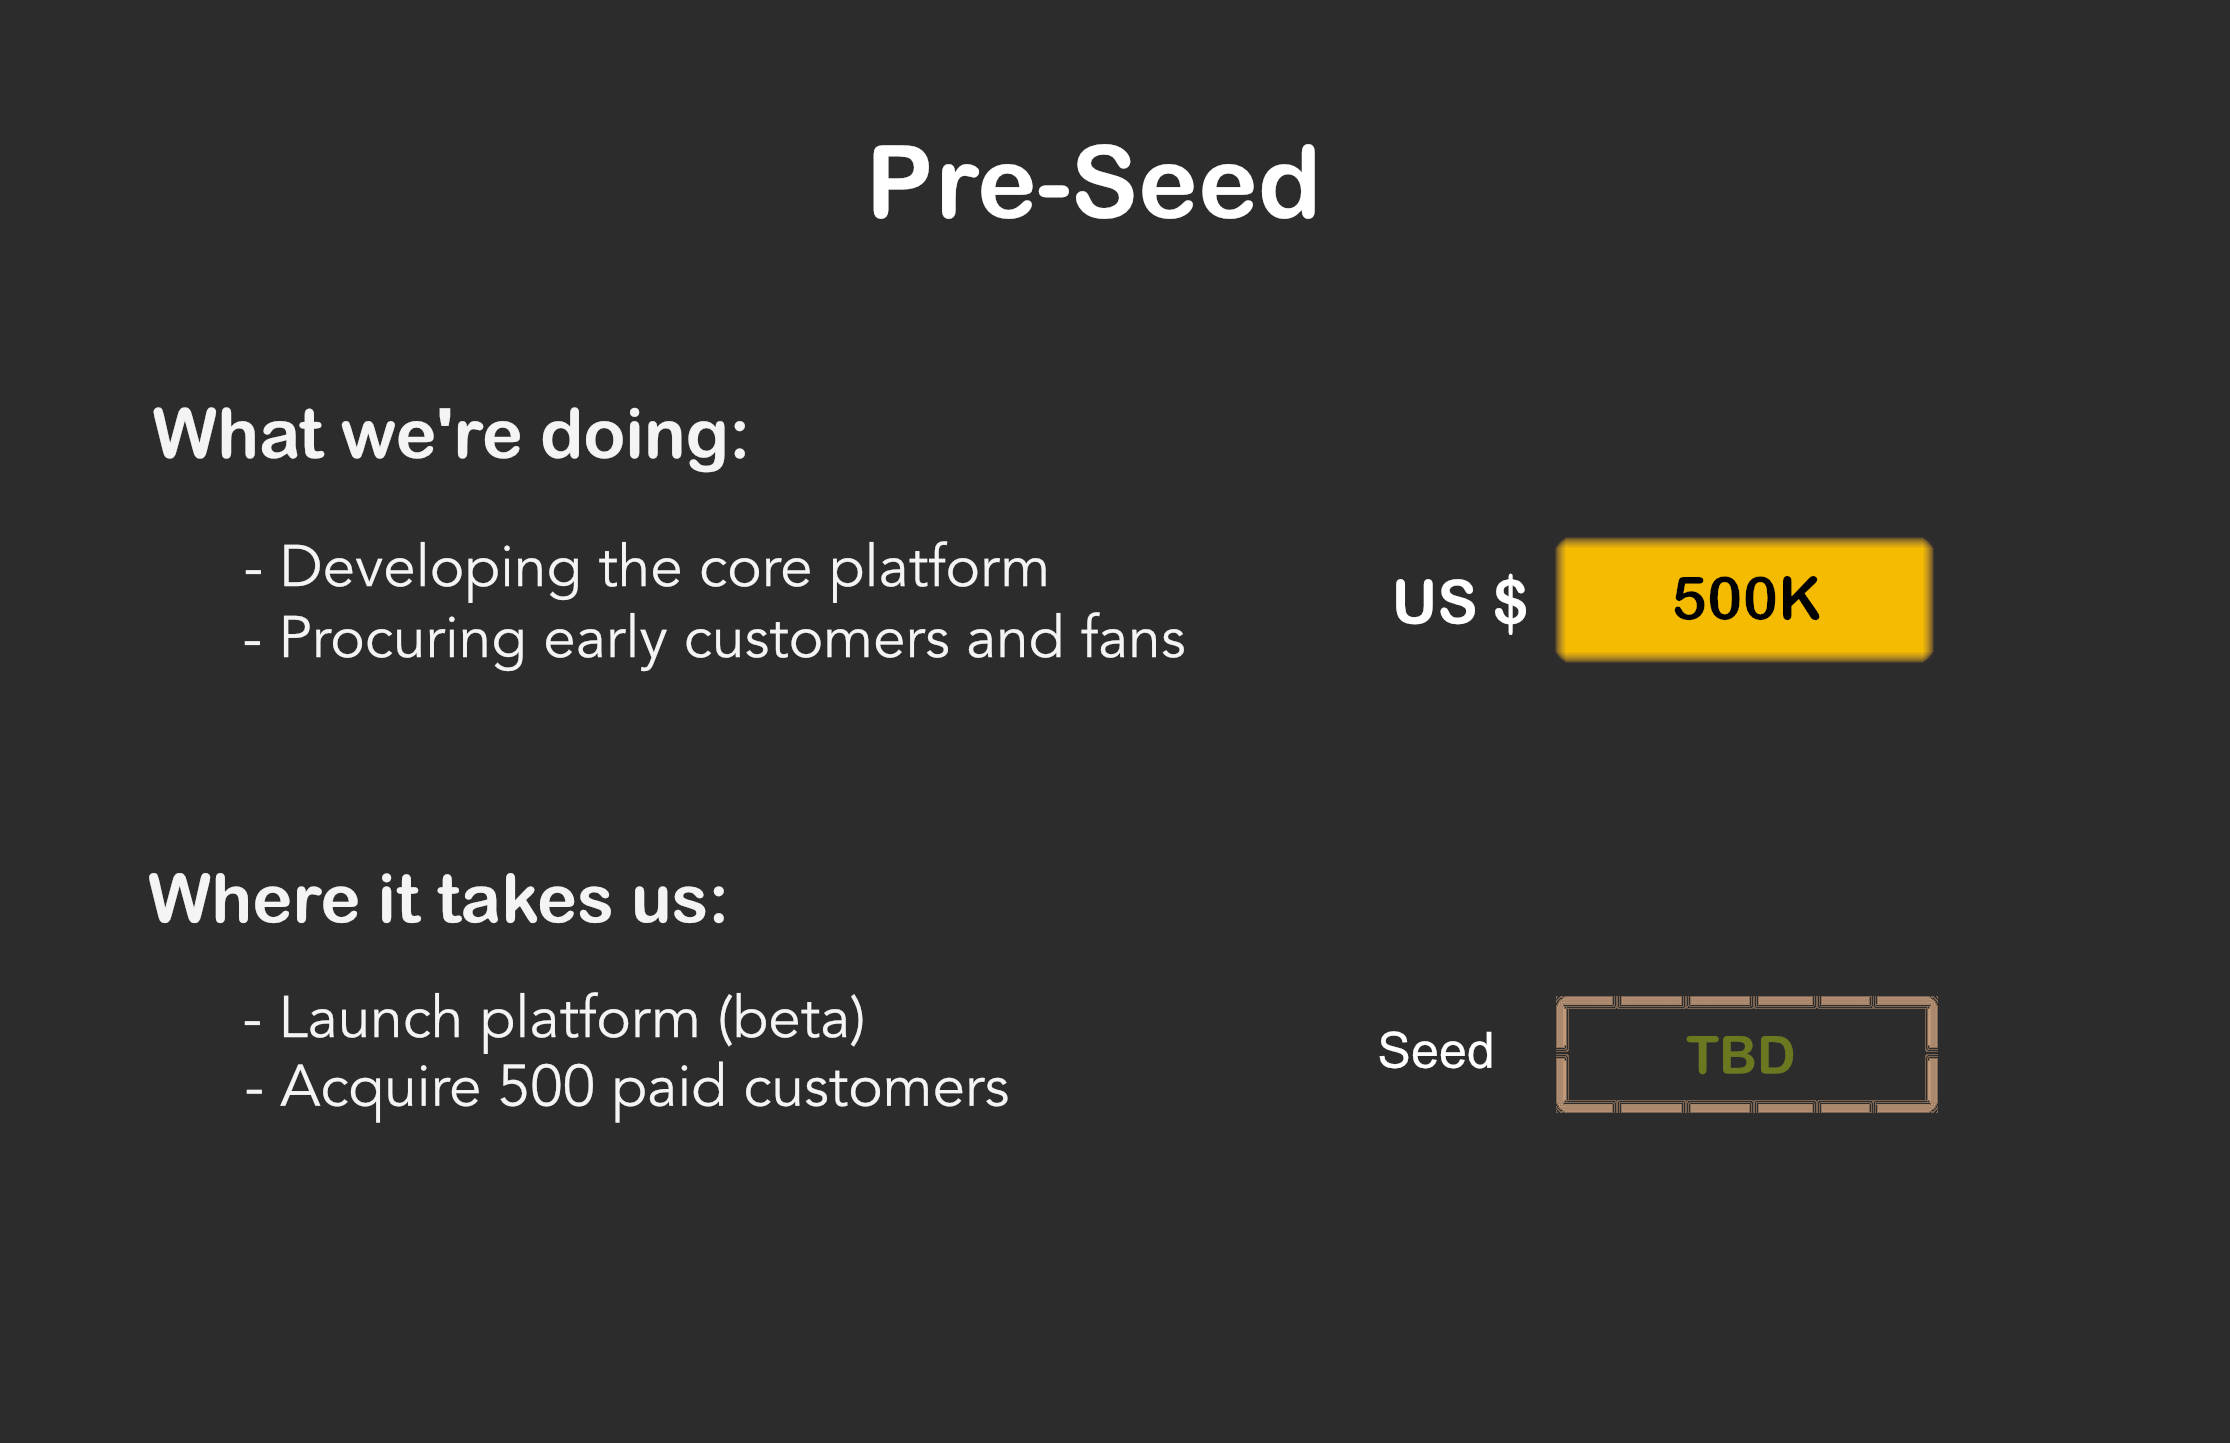 Pre-Seed
What we're doing:
- Developing the core platform
- Procuring early customers and fans
US $ 500K
Where it takes us:
- Launch platform (beta)
- Acquire 500 paid customers
Seed TBD